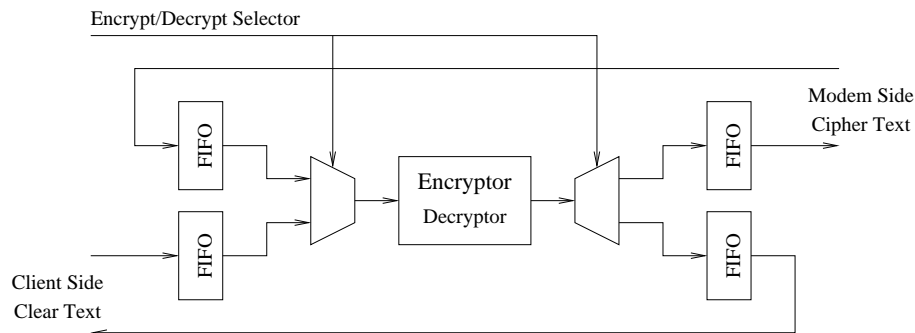 Encrypt/Decrypt Selector
Modem Side
Cipher Text
FIFO
FIFO
Encryptor
Decryptor
FIFO
FIFO
Client Side
Clear Text